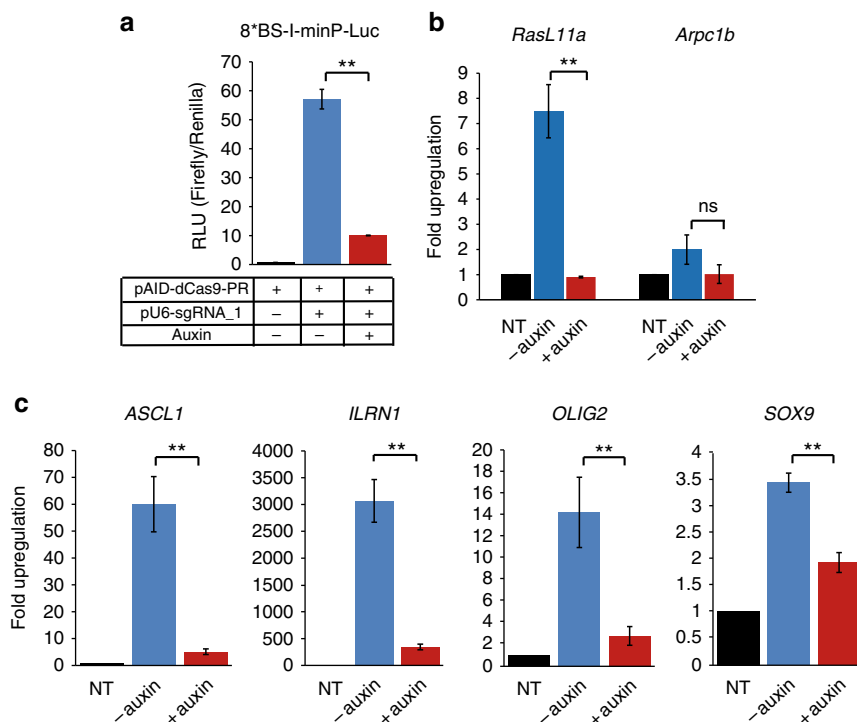 a
8*BS-I-minP-Luc
**
RLU (Firefly/Renilla)
70
60
50
40
30
20
10
0
pAID-dCas9-PR + + +
pU6-sgRNA_1 – + +
Auxin – – +
b
RasL11a Arpc1b
**
ns
Fold upregulation
9
8
7
6
5
4
3
2
1
0
NT –auxin +auxin NT –auxin +auxin
c
ASCL1
**
Fold upregulation
80
70
60
50
40
30
20
10
0
NT –auxin +auxin
ILRN1
**
4000
3500
3000
2500
2000
1500
1000
500
0
NT –auxin +auxin
OLIG2
**
20
18
16
14
12
10
8
6
4
2
0
NT –auxin +auxin
SOX9
**
4
3.5
3
2.5
2
1.5
1
0.5
0
NT –auxin +auxin